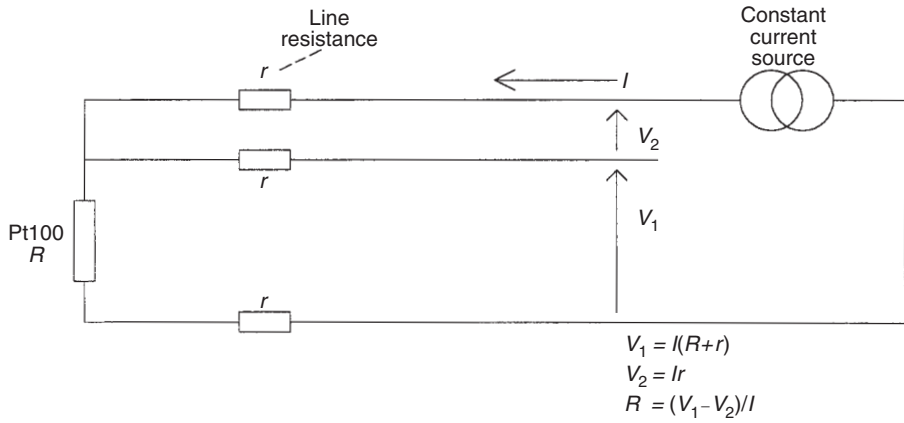 Line
resistance
Constant
current
source
r
I
V₂
r
V₁
Pt100
R
r
V₁ = I(R+r)
V₂ = Ir
R = (V₁–V₂)/I